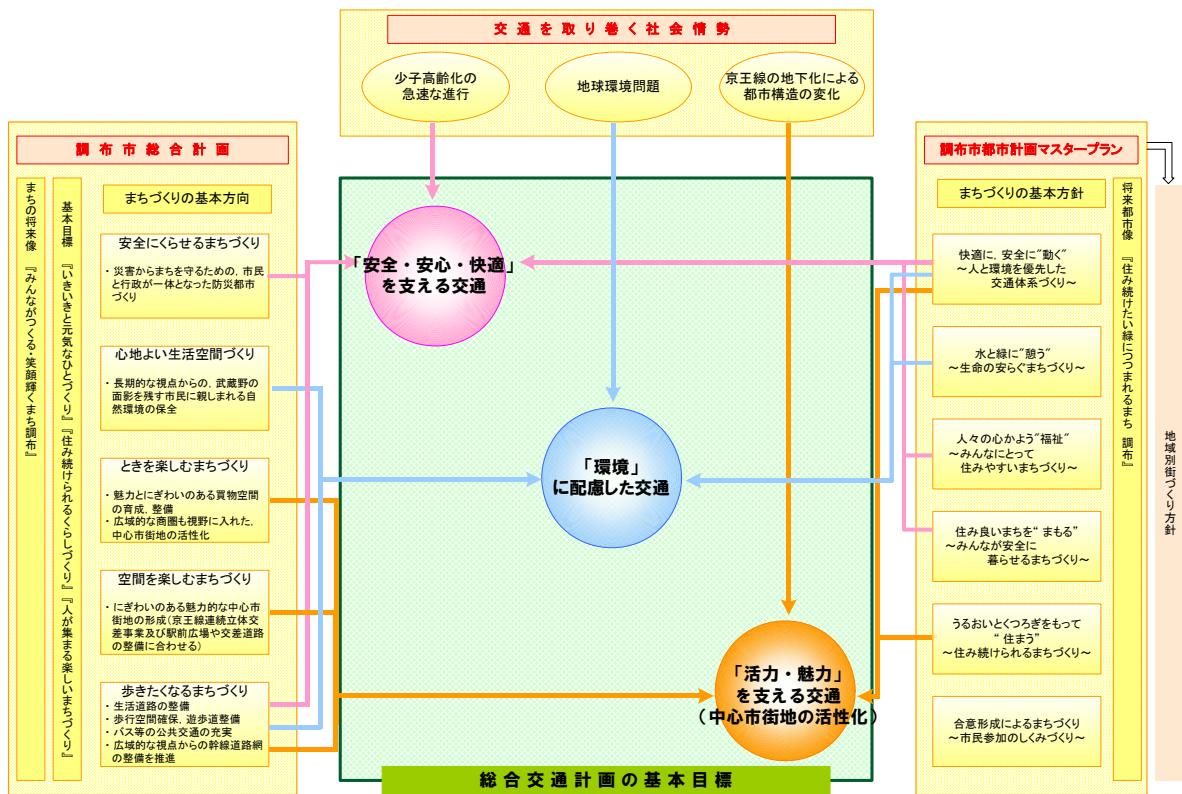 交通を取り巻く社会情勢
少子高齢化の
急速な進行
地球環境問題
京王線の地下化による
都市構造の変化
調布市総合計画
まちの将来像 『みんながつくる・笑顔輝くまち調布』
基本目標 『いきいきと元気なひとづくり』『住み続けられるくらしづくり』『人が集まる楽しいまちづくり』
まちづくりの基本方向
安全にくらせるまちづくり
・災害からまちを守るための，市民
と行政が一体となった防災都市
づくり
心地よい生活空間づくり
・長期的な視点からの，武蔵野の
面影を残す市民に親しまれる自
然環境の保全
ときを楽しむまちづくり
・魅力とにぎわいのある買物空間
の育成，整備
・広域的な商圏も視野に入れた，
中心市街地の活性化
空間を楽しむまちづくり
・にぎわいのある魅力的な中心市
街地の形成（京王線連続立体交
差事業及び駅前広場や交差道路
の整備に合わせる）
歩きたくなるまちづくり
・生活道路の整備
・歩行空間確保，遊歩道整備
・バス等の公共交通の充実
・広域的な視点からの幹線道路網
の整備を推進
「安全・安心・快適」
を支える交通
「環境」
に配慮した交通
「活力・魅力」
を支える交通
（中心市街地の活性化）
総合交通計画の基本目標
調布市都市計画マスタープラン
まちづくりの基本方針
快適に，安全に“動く”
～人と環境を優先した
交通体系づくり～
水と緑に“憩う”
～生命の安らぐまちづくり～
人々の心かよう“福祉”
～みんなにとって
住みやすいまちづくり～
住み良いまちを“まもる”
～みんなが安全に
暮らせるまちづくり～
うるおいとくつろぎをもって
“住まう”
～住み続けられるまちづくり～
合意形成によるまちづくり
～市民参加のしくみづくり～
将来都市像 『住み続けたい緑につつまれるまち 調布』
地域別街づくり方針